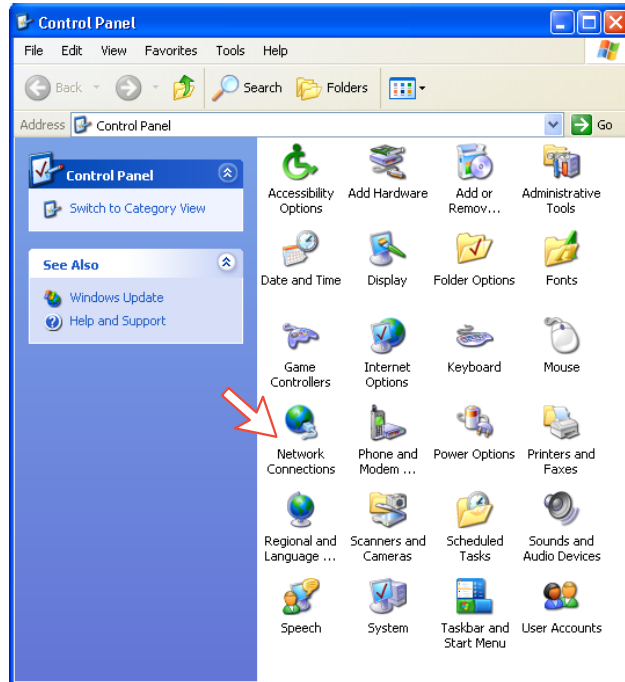 Control Panel
File Edit View Favorites Tools Help
Back Search Folders
Address Control Panel Go
Control Panel
Switch to Category View
See Also
Windows Update
Help and Support
Accessibility Options
Add Hardware
Add or Remov...
Administrative Tools
Date and Time
Display
Folder Options
Fonts
Game Controllers
Internet Options
Keyboard
Mouse
Network Connections
Phone and Modem ...
Power Options
Printers and Faxes
Regional and Language ...
Scanners and Cameras
Scheduled Tasks
Sounds and Audio Devices
Speech
System
Taskbar and Start Menu
User Accounts